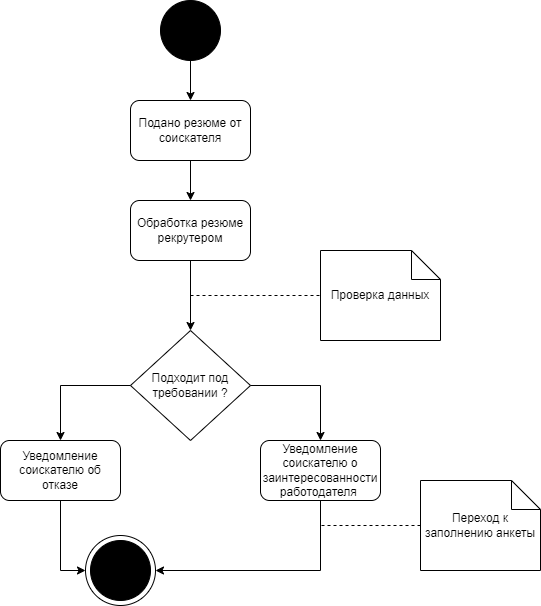 Подано резюме от
соискателя
Обработка резюме
рекрутером
Проверка данных
Подходит под
требовании ?
Уведомление
соискателю об
отказе
Уведомление
соискателю о
заинтересованности
работодателя
Переход к
заполнению анкеты